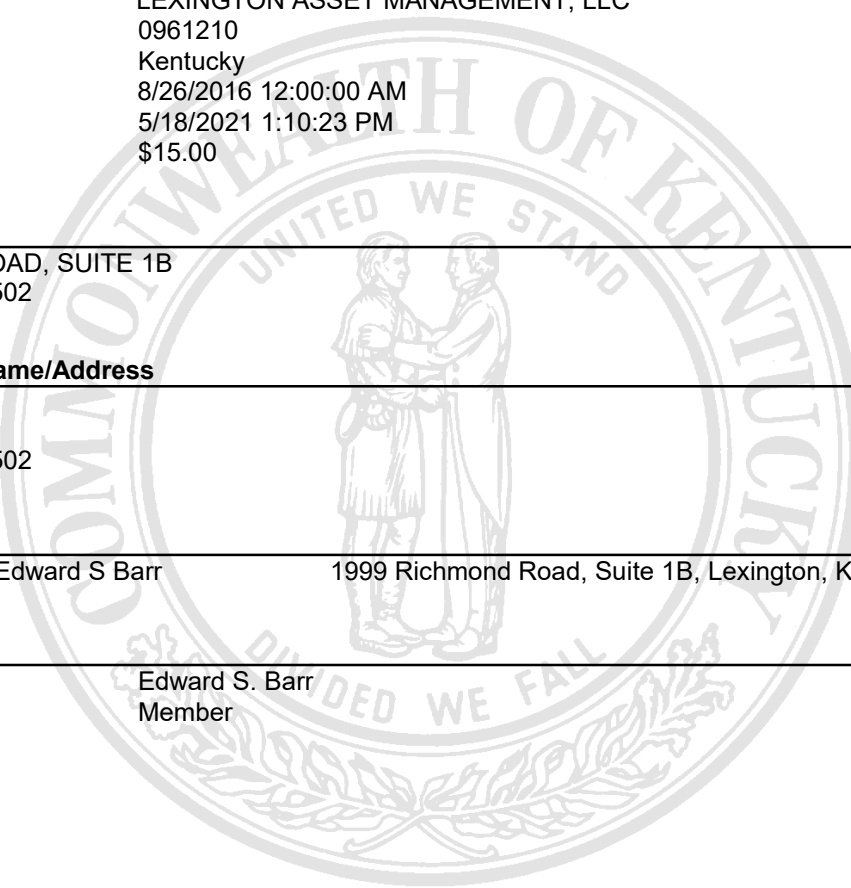 LEXINGTON ASSET MANAGEMENT, LLC
0961210
Kentucky
8/26/2016 12:00:00 AM
5/18/2021 1:10:23 PM
$15.00
OAD, SUITE 1B
502
ame/Address
502
Edward S Barr 1999 Richmond Road, Suite 1B, Lexington, K
Edward S. Barr
Member
COMMONWEALTH OF KENTUCKY
UNITED WE STAND
DIVIDED WE FALL